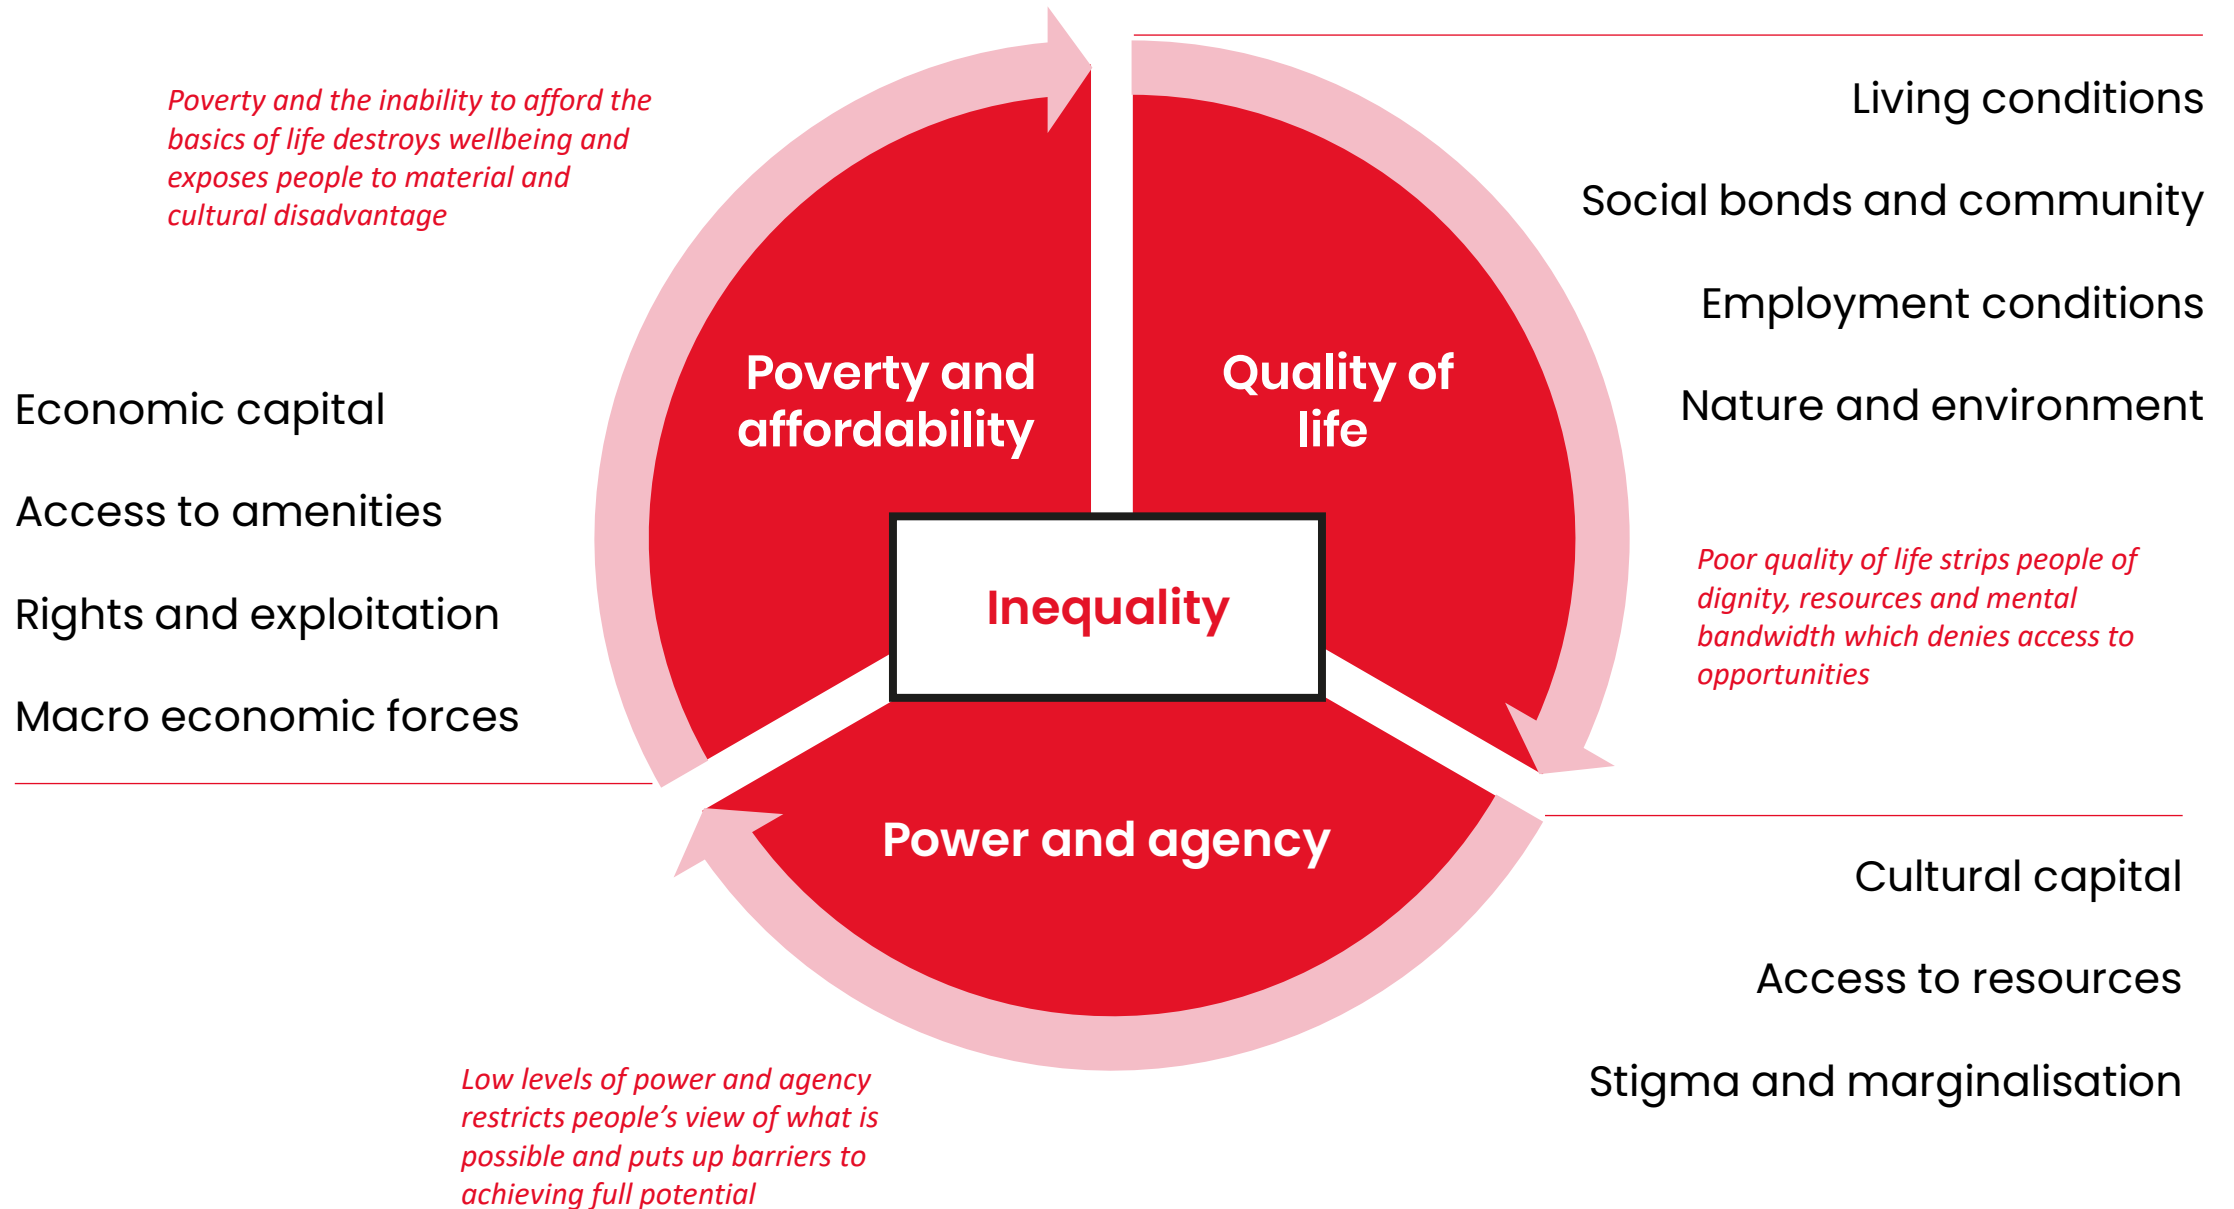 Poverty and the inability to afford the
basics of life destroys wellbeing and
exposes people to material and
cultural disadvantage
Economic capital
Access to amenities
Rights and exploitation
Macro economic forces
Poverty and
affordability
Quality of
life
Inequality
Power and agency
Living conditions
Social bonds and community
Employment conditions
Nature and environment
Poor quality of life strips people of
dignity, resources and mental
bandwidth which denies access to
opportunities
Cultural capital
Access to resources
Stigma and marginalisation
Low levels of power and agency
restricts people’s view of what is
possible and puts up barriers to
achieving full potential